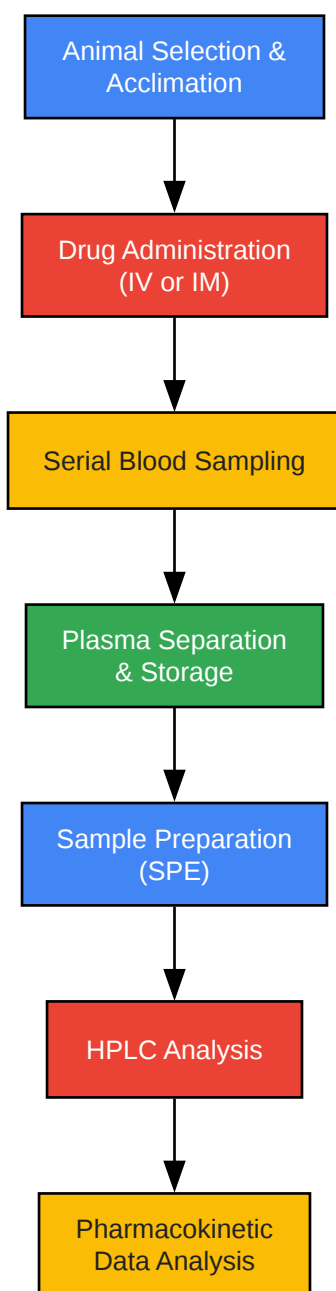 Animal Selection &
Acclimation
Drug Administration
(IV or IM)
Serial Blood Sampling
Plasma Separation
& Storage
Sample Preparation
(SPE)
HPLC Analysis
Pharmacokinetic
Data Analysis